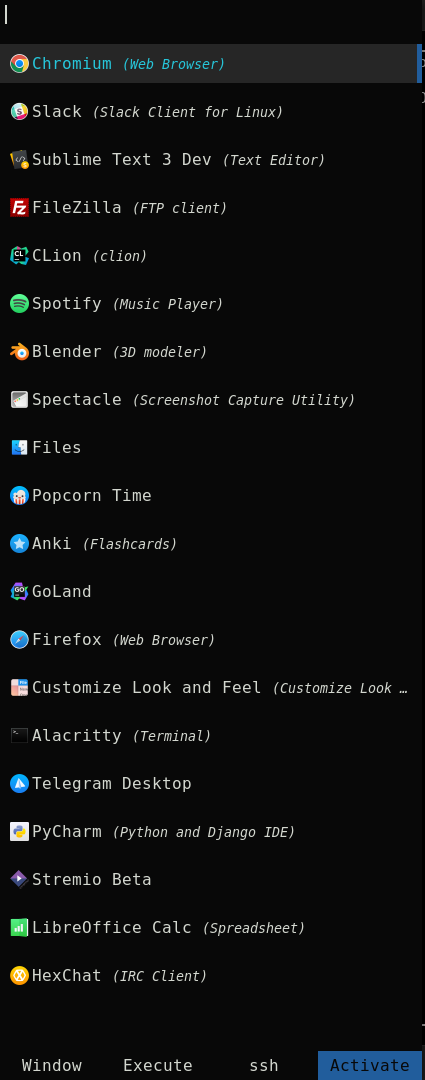 Chromium (Web Browser)
Slack (Slack Client for Linux)
Sublime Text 3 Dev (Text Editor)
FileZilla (FTP client)
CLion (clion)
Spotify (Music Player)
Blender (3D modeler)
Spectacle (Screenshot Capture Utility)
Files
Popcorn Time
Anki (Flashcards)
GoLand
Firefox (Web Browser)
Customize Look and Feel (Customize Look …
Alacritty (Terminal)
Telegram Desktop
PyCharm (Python and Django IDE)
Stremio Beta
LibreOffice Calc (Spreadsheet)
HexChat (IRC Client)
Window Execute ssh Activate